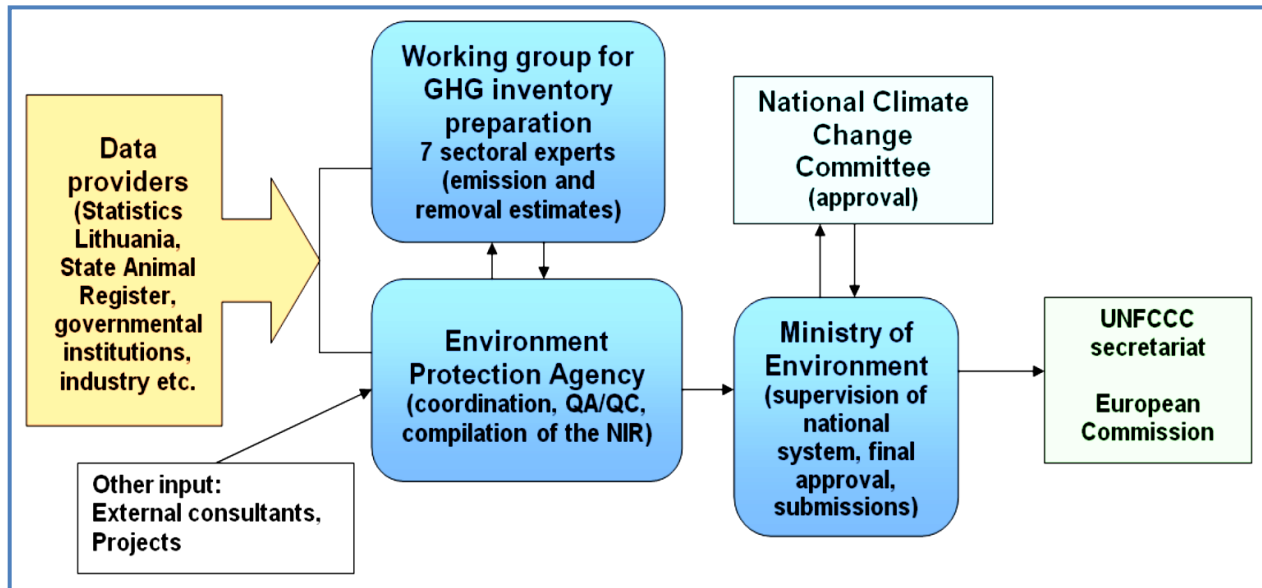 Data
providers
(Statistics
Lithuania,
State Animal
Register,
governmental
institutions,
industry etc.
Working group for
GHG inventory
preparation
7 sectoral experts
(emission and
removal estimates)
Environment
Protection Agency
(coordination, QA/QC,
compilation of the NIR)
Other input:
External consultants,
Projects
National Climate
Change
Committee
(approval)
Ministry of
Environment
(supervision of
national
system, final
approval,
submissions)
UNFCCC
secretariat
European
Commission